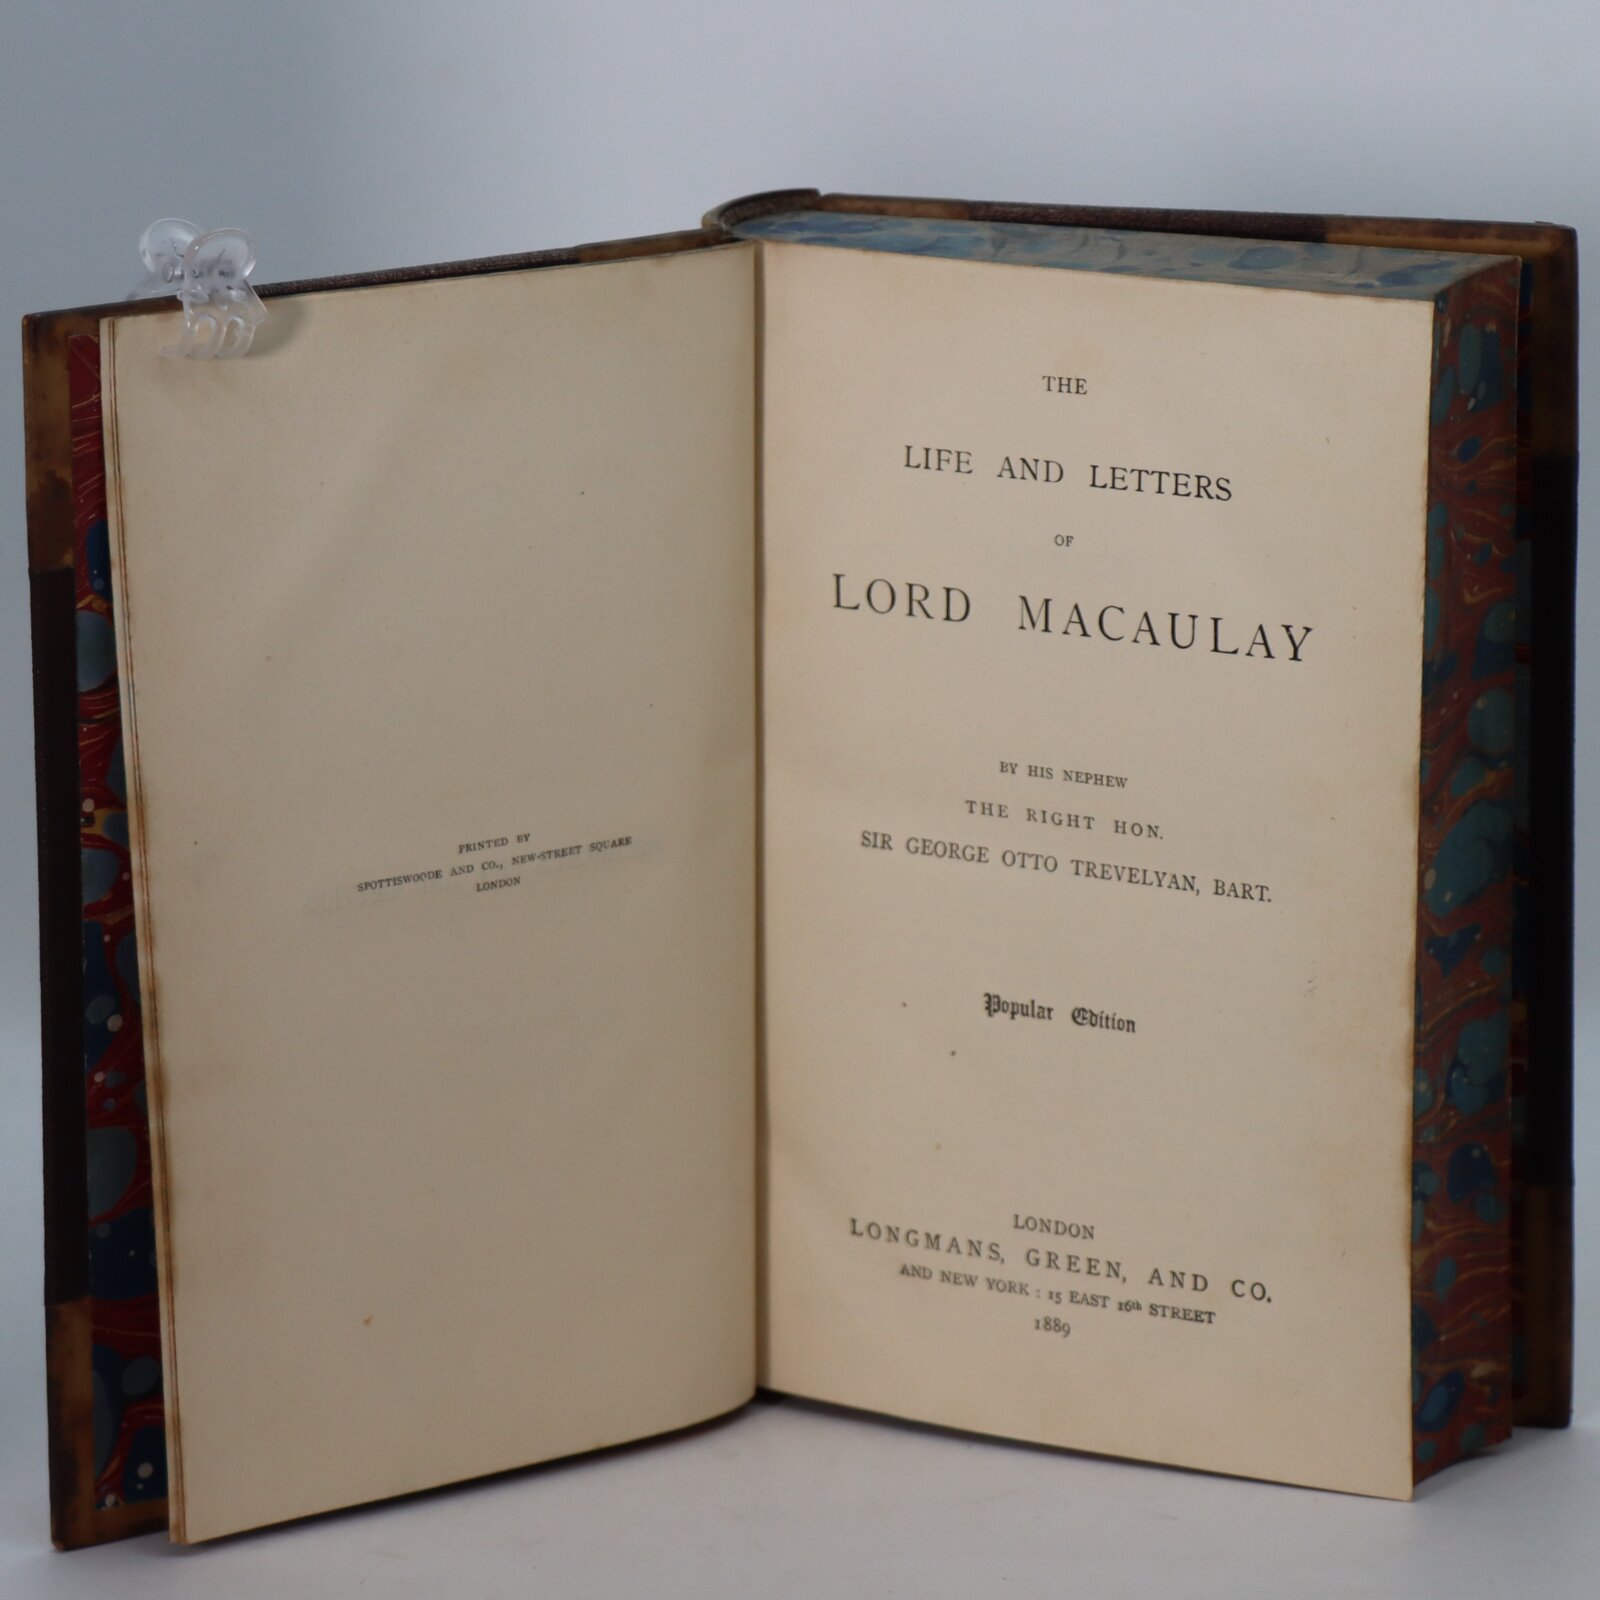 PRINTED BY
SPOTTISWOODE AND CO., NEW-STREET SQUARE
LONDON
THE
LIFE AND LETTERS
OF
LORD MACAULAY
BY HIS NEPHEW
THE RIGHT HON.
SIR GEORGE OTTO TREVELYAN, BART.
Popular Edition
LONDON
LONGMANS, GREEN, AND CO.
AND NEW YORK : 15 EAST 16th STREET
1889